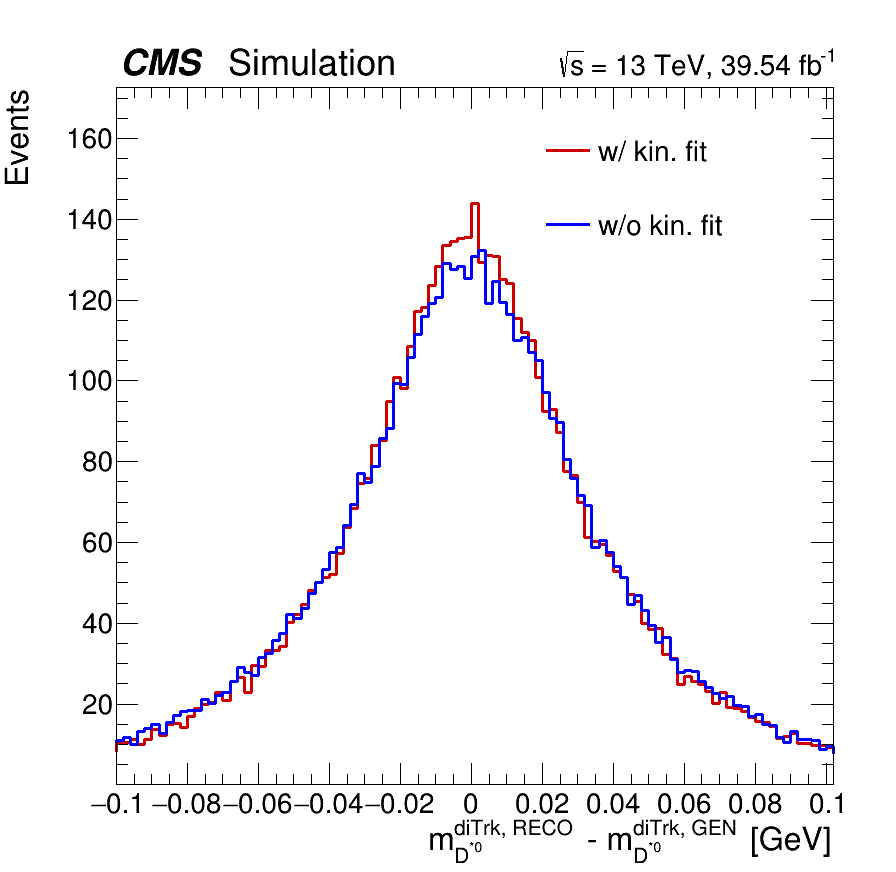 CMS Simulation √s = 13 TeV, 39.54 fb⁻¹
Events
w/ kin. fit
w/o kin. fit
160
140
120
100
80
60
40
20
−0.1 −0.08 −0.06 −0.04 −0.02 0 0.02 0.04 0.06 0.08 0.1
m_{D^{*0}}^{diTrk, RECO} - m_{D^{*0}}^{diTrk, GEN} [GeV]